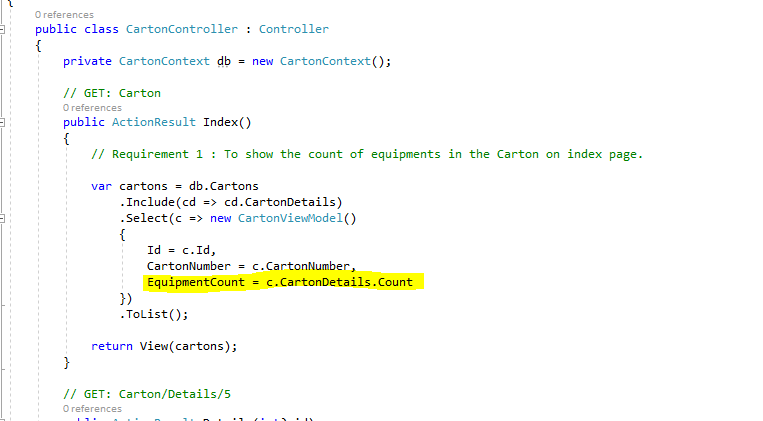 {
0 references
public class CartonController : Controller
{
private CartonContext db = new CartonContext();
// GET: Carton
0 references
public ActionResult Index()
{
// Requirement 1 : To show the count of equipments in the Carton on index page.
var cartons = db.Cartons
.Include(cd => cd.CartonDetails)
.Select(c => new CartonViewModel()
{
Id = c.Id,
CartonNumber = c.CartonNumber,
EquipmentCount = c.CartonDetails.Count
})
.ToList();
return View(cartons);
}
// GET: Carton/Details/5
0 references